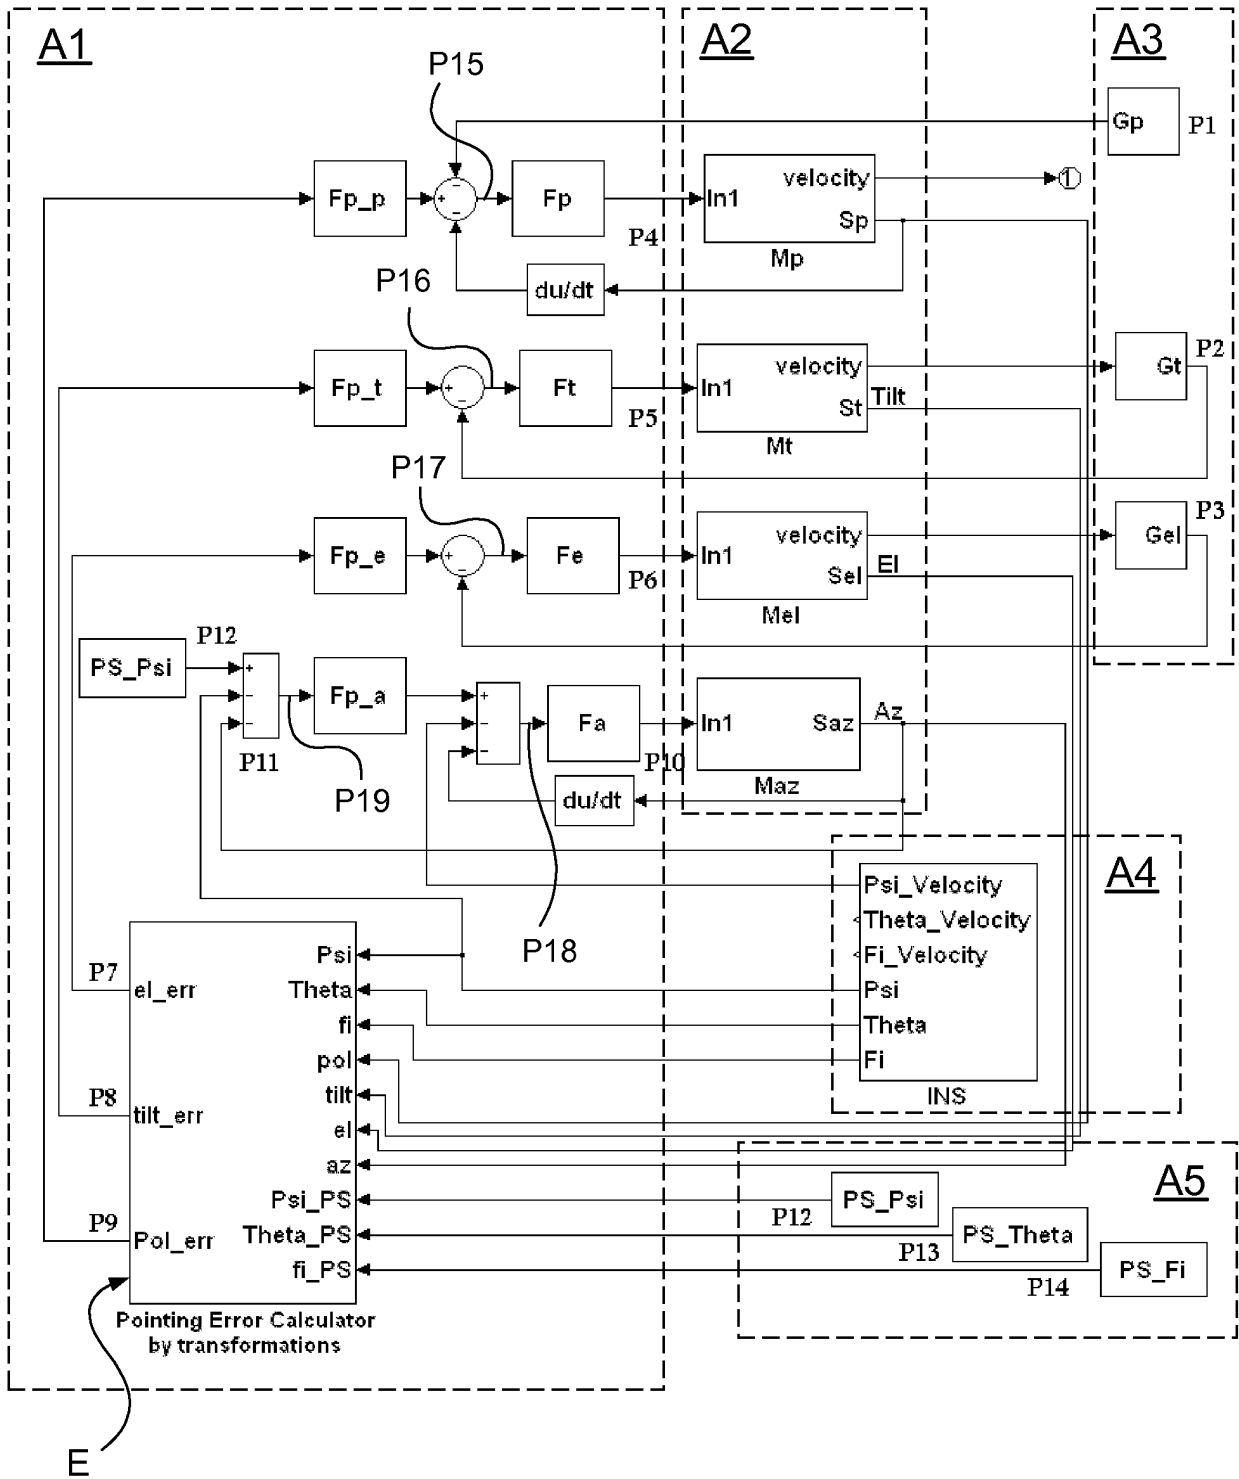 A1
A2
A3
P15
Gp
P1
Fp_p
+
−
−
Fp
P4
In1
velocity
Sp
Mp
1
du/dt
P16
Fp_t
+
−
Ft
P5
In1
velocity
St
Tilt
Mt
Gt
P2
P17
Fp_e
+
−
Fe
P6
In1
velocity
Sel
El
Mel
Gel
P3
PS_Psi
P12
+
−
−
P11
Fp_a
P19
+
−
−
Fa
P10
In1
Saz
Az
Maz
du/dt
P18
A4
Psi_Velocity
Theta_Velocity
Fi_Velocity
Psi
Theta
Fi
INS
P7
el_err
P8
tilt_err
P9
Pol_err
Psi
Theta
fi
pol
tilt
el
az
Psi_PS
Theta_PS
fi_PS
Pointing Error Calculator
by transformations
A5
PS_Psi
P12
PS_Theta
P13
PS_Fi
P14
E